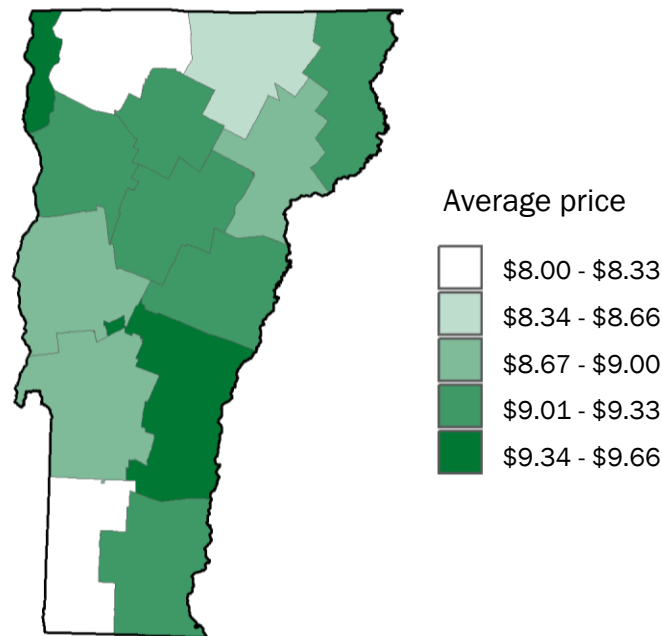 Average price
$8.00 - $8.33
$8.34 - $8.66
$8.67 - $9.00
$9.01 - $9.33
$9.34 - $9.66